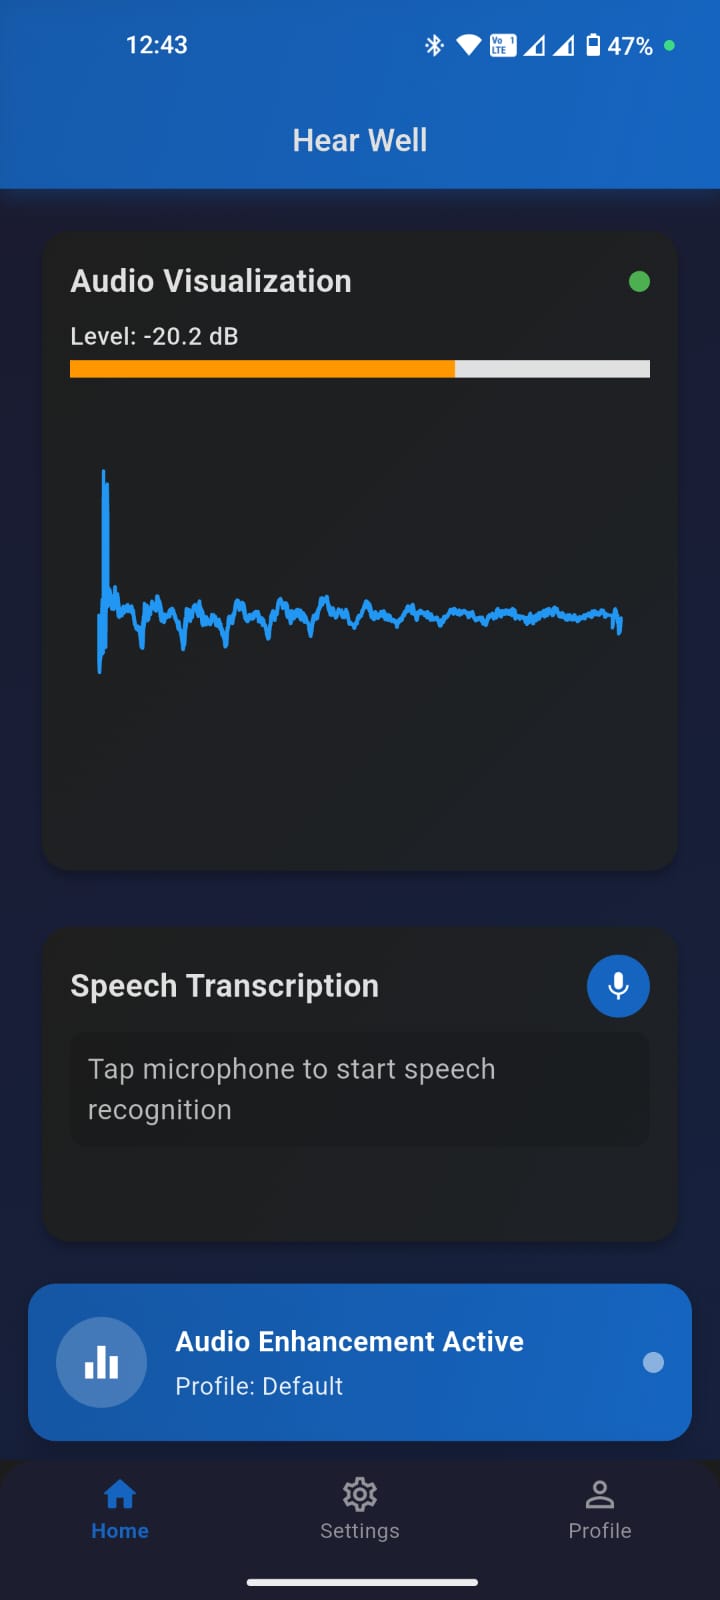 12:43
Vo 1
LTE
47%
Hear Well
Audio Visualization
Level: -20.2 dB
Speech Transcription
Tap microphone to start speech
recognition
Audio Enhancement Active
Profile: Default
Home
Settings
Profile